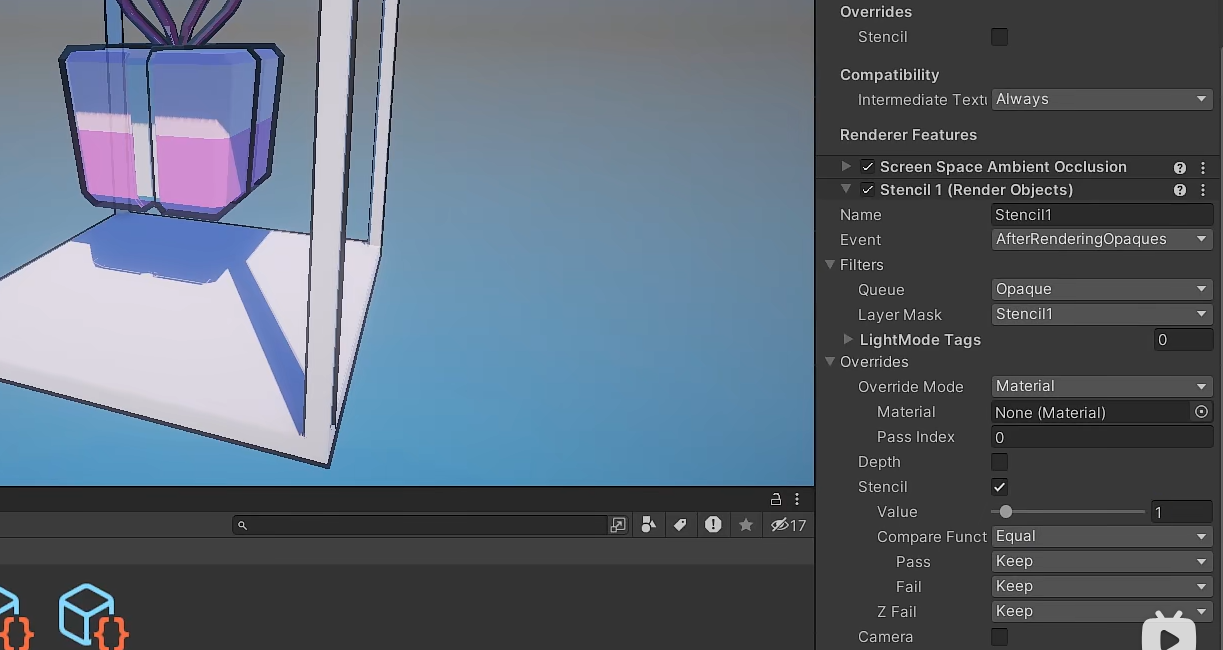 Overrides
Stencil
Compatibility
Intermediate Textu Always
Renderer Features
Screen Space Ambient Occlusion
Stencil 1 (Render Objects)
Name Stencil1
Event AfterRenderingOpaques
Filters
Queue Opaque
Layer Mask Stencil1
LightMode Tags 0
Overrides
Override Mode Material
Material None (Material)
Pass Index 0
Depth
Stencil
Value 1
17
Compare Funct Equal
Pass Keep
Fail Keep
Z Fail Keep
Camera
{} {}